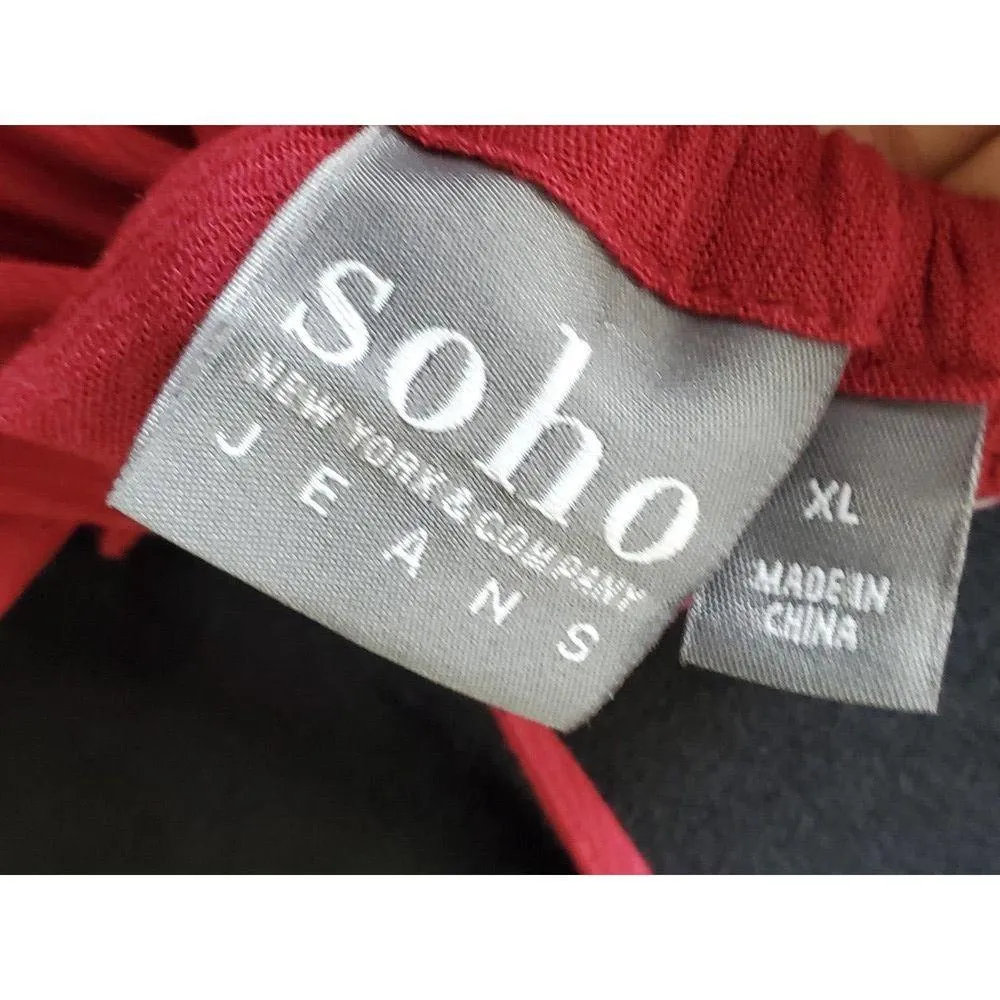 soho
NEW YORK & COMPANY
JEANS
XL
MADE IN
CHINA